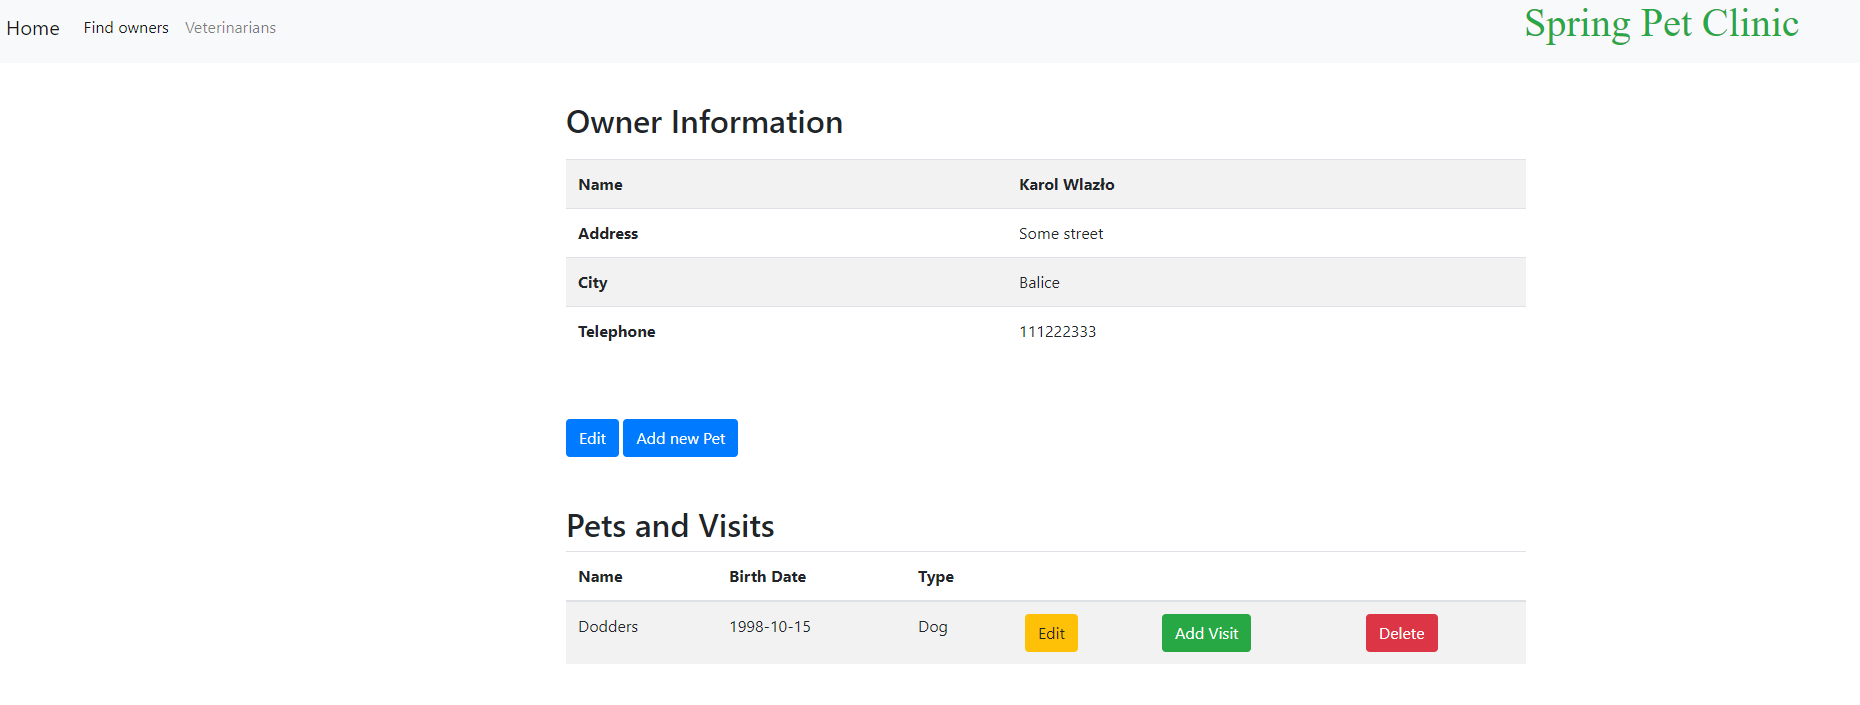 Home Find owners Veterinarians Spring Pet Clinic
Owner Information
Name Karol Wlazło
Address Some street
City Balice
Telephone 111222333
Edit Add new Pet
Pets and Visits
Name Birth Date Type
Dodders 1998-10-15 Dog Edit Add Visit Delete